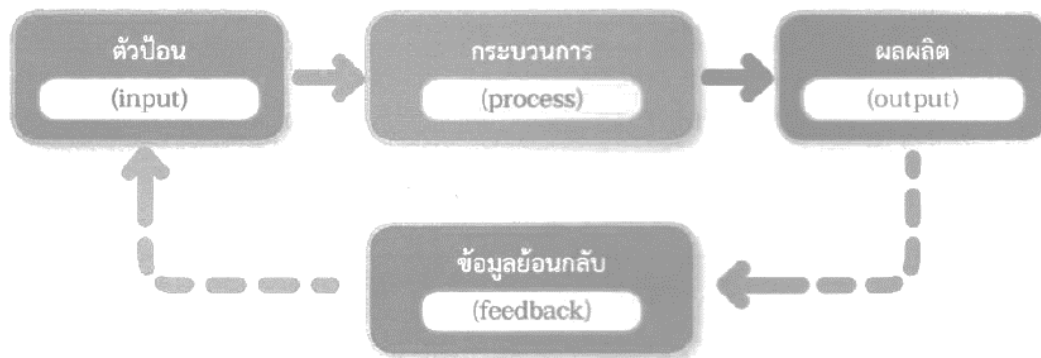 ตัวป้อน
(input)
กระบวนการ
(process)
ผลผลิต
(output)
ข้อมูลย้อนกลับ
(feedback)